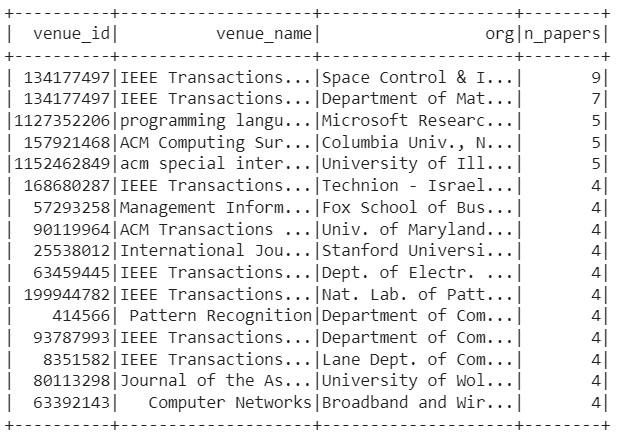 +----------+--------------------+--------------------+--------+
|  venue_id|          venue_name|                 org|n_papers|
+----------+--------------------+--------------------+--------+
| 134177497|IEEE Transactions...|Space Control & I...|       9|
| 134177497|IEEE Transactions...|Department of Mat...|       7|
|1127352206|programming langu...|Microsoft Researc...|       5|
| 157921468|ACM Computing Sur...|Columbia Univ., N...|       5|
|1152462849|acm special inter...|University of Ill...|       5|
| 168680287|IEEE Transactions...|Technion - Israel...|       4|
|  57293258|Management Inform...|Fox School of Bus...|       4|
|  90119964|ACM Transactions ...|Univ. of Maryland...|       4|
|  25538012|International Jou...|Stanford Universi...|       4|
|  63459445|IEEE Transactions...|Dept. of Electr. ...|       4|
| 199944782|IEEE Transactions...|Nat. Lab. of Patt...|       4|
|    414566| Pattern Recognition|Department of Com...|       4|
|  93787993|IEEE Transactions...|Department of Com...|       4|
|   8351582|IEEE Transactions...|Lane Dept. of Com...|       4|
|  80113298|Journal of the As...|University of Wol...|       4|
|  63392143|   Computer Networks|Broadband and Wir...|       4|
+----------+--------------------+--------------------+--------+